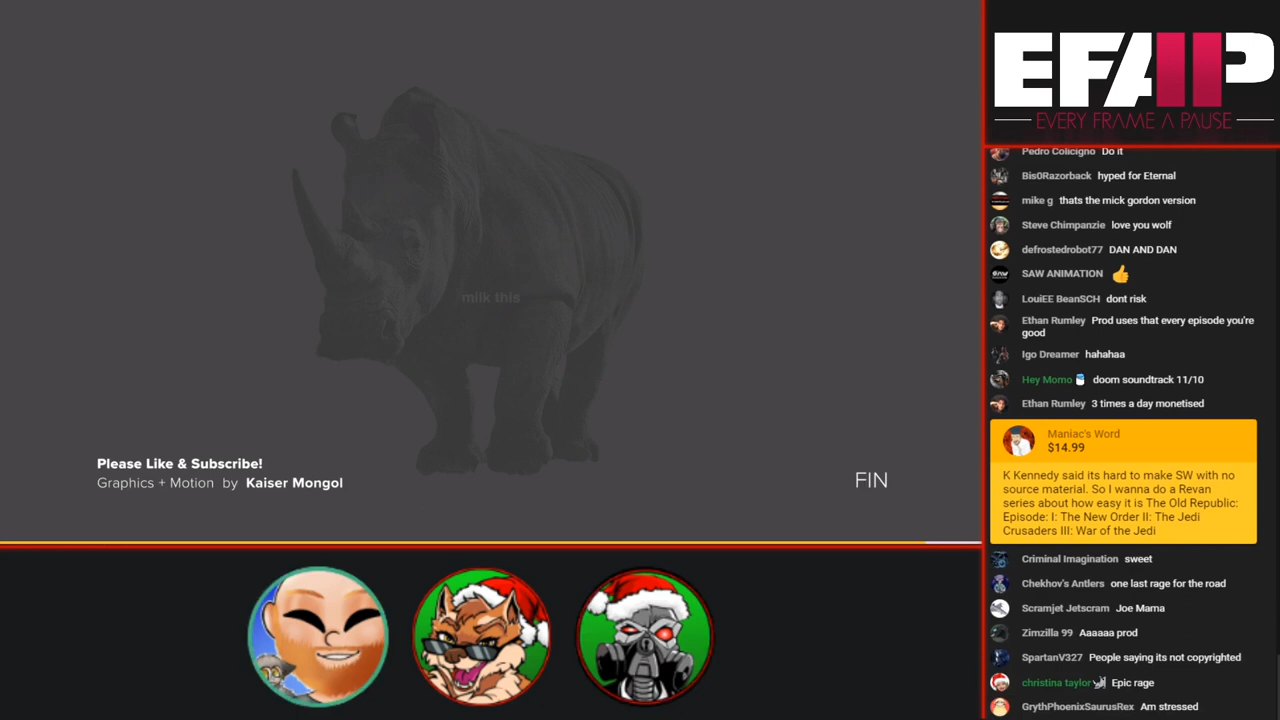 milk this
Please Like & Subscribe!
Graphics + Motion by Kaiser Mongol
FIN
EFAP
EVERY FRAME A PAUSE
Pedro Colicigno Do it
Bis0Razorback hyped for Eternal
mike g thats the mick gordon version
Steve Chimpanzie love you wolf
defrostedrobot77 DAN AND DAN
SAW ANIMATION 👍
LouiEE BeanSCH dont risk
Ethan Rumley Prod uses that every episode you're
good
Igo Dreamer hahahaa
Hey Momo doom soundtrack 11/10
Ethan Rumley 3 times a day monetised
Maniac's Word
$14.99
K Kennedy said its hard to make SW with no
source material. So I wanna do a Revan
series about how easy it is The Old Republic:
Episode: I: The New Order II: The Jedi
Crusaders III: War of the Jedi
Criminal Imagination sweet
Chekhov's Antlers one last rage for the road
Scramjet Jetscram Joe Mama
Zimzilla 99 Aaaaaa prod
SpartanV327 People saying its not copyrighted
christina taylor Epic rage
GrythPhoenixSaurusRex Am stressed